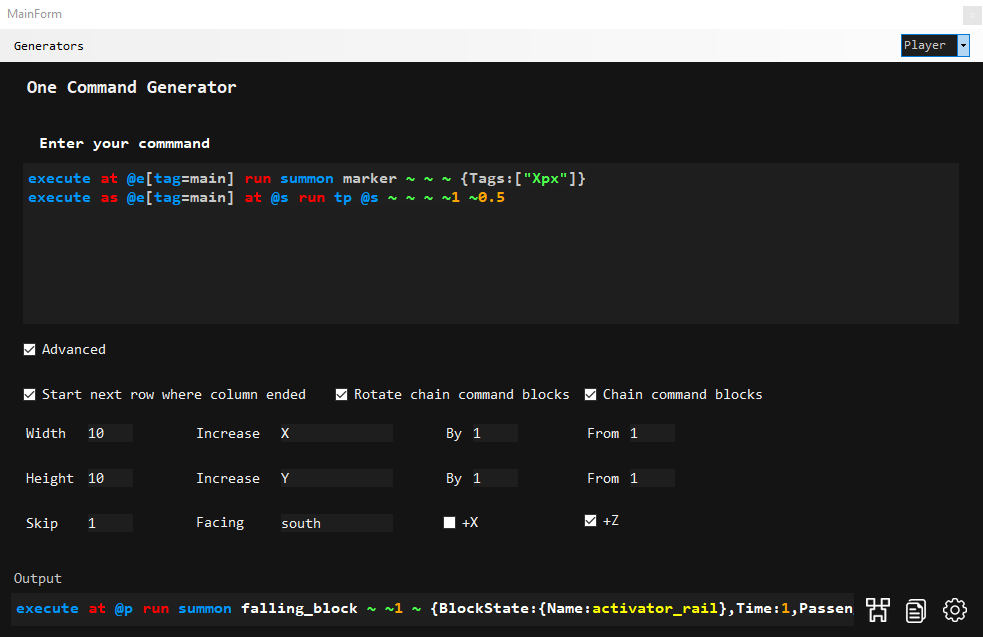 MainForm
Generators
Player
One Command Generator
Enter your commmand
execute at @e[tag=main] run summon marker ~ ~ ~ {Tags:["Xpx"]}
execute as @e[tag=main] at @s run tp @s ~ ~ ~ ~1 ~0.5
Advanced
Start next row where column ended Rotate chain command blocks Chain command blocks
Width 10 Increase X By 1 From 1
Height 10 Increase Y By 1 From 1
Skip 1 Facing south +X +Z
Output
execute at @p run summon falling_block ~ ~1 ~ {BlockState:{Name:activator_rail},Time:1,Passen